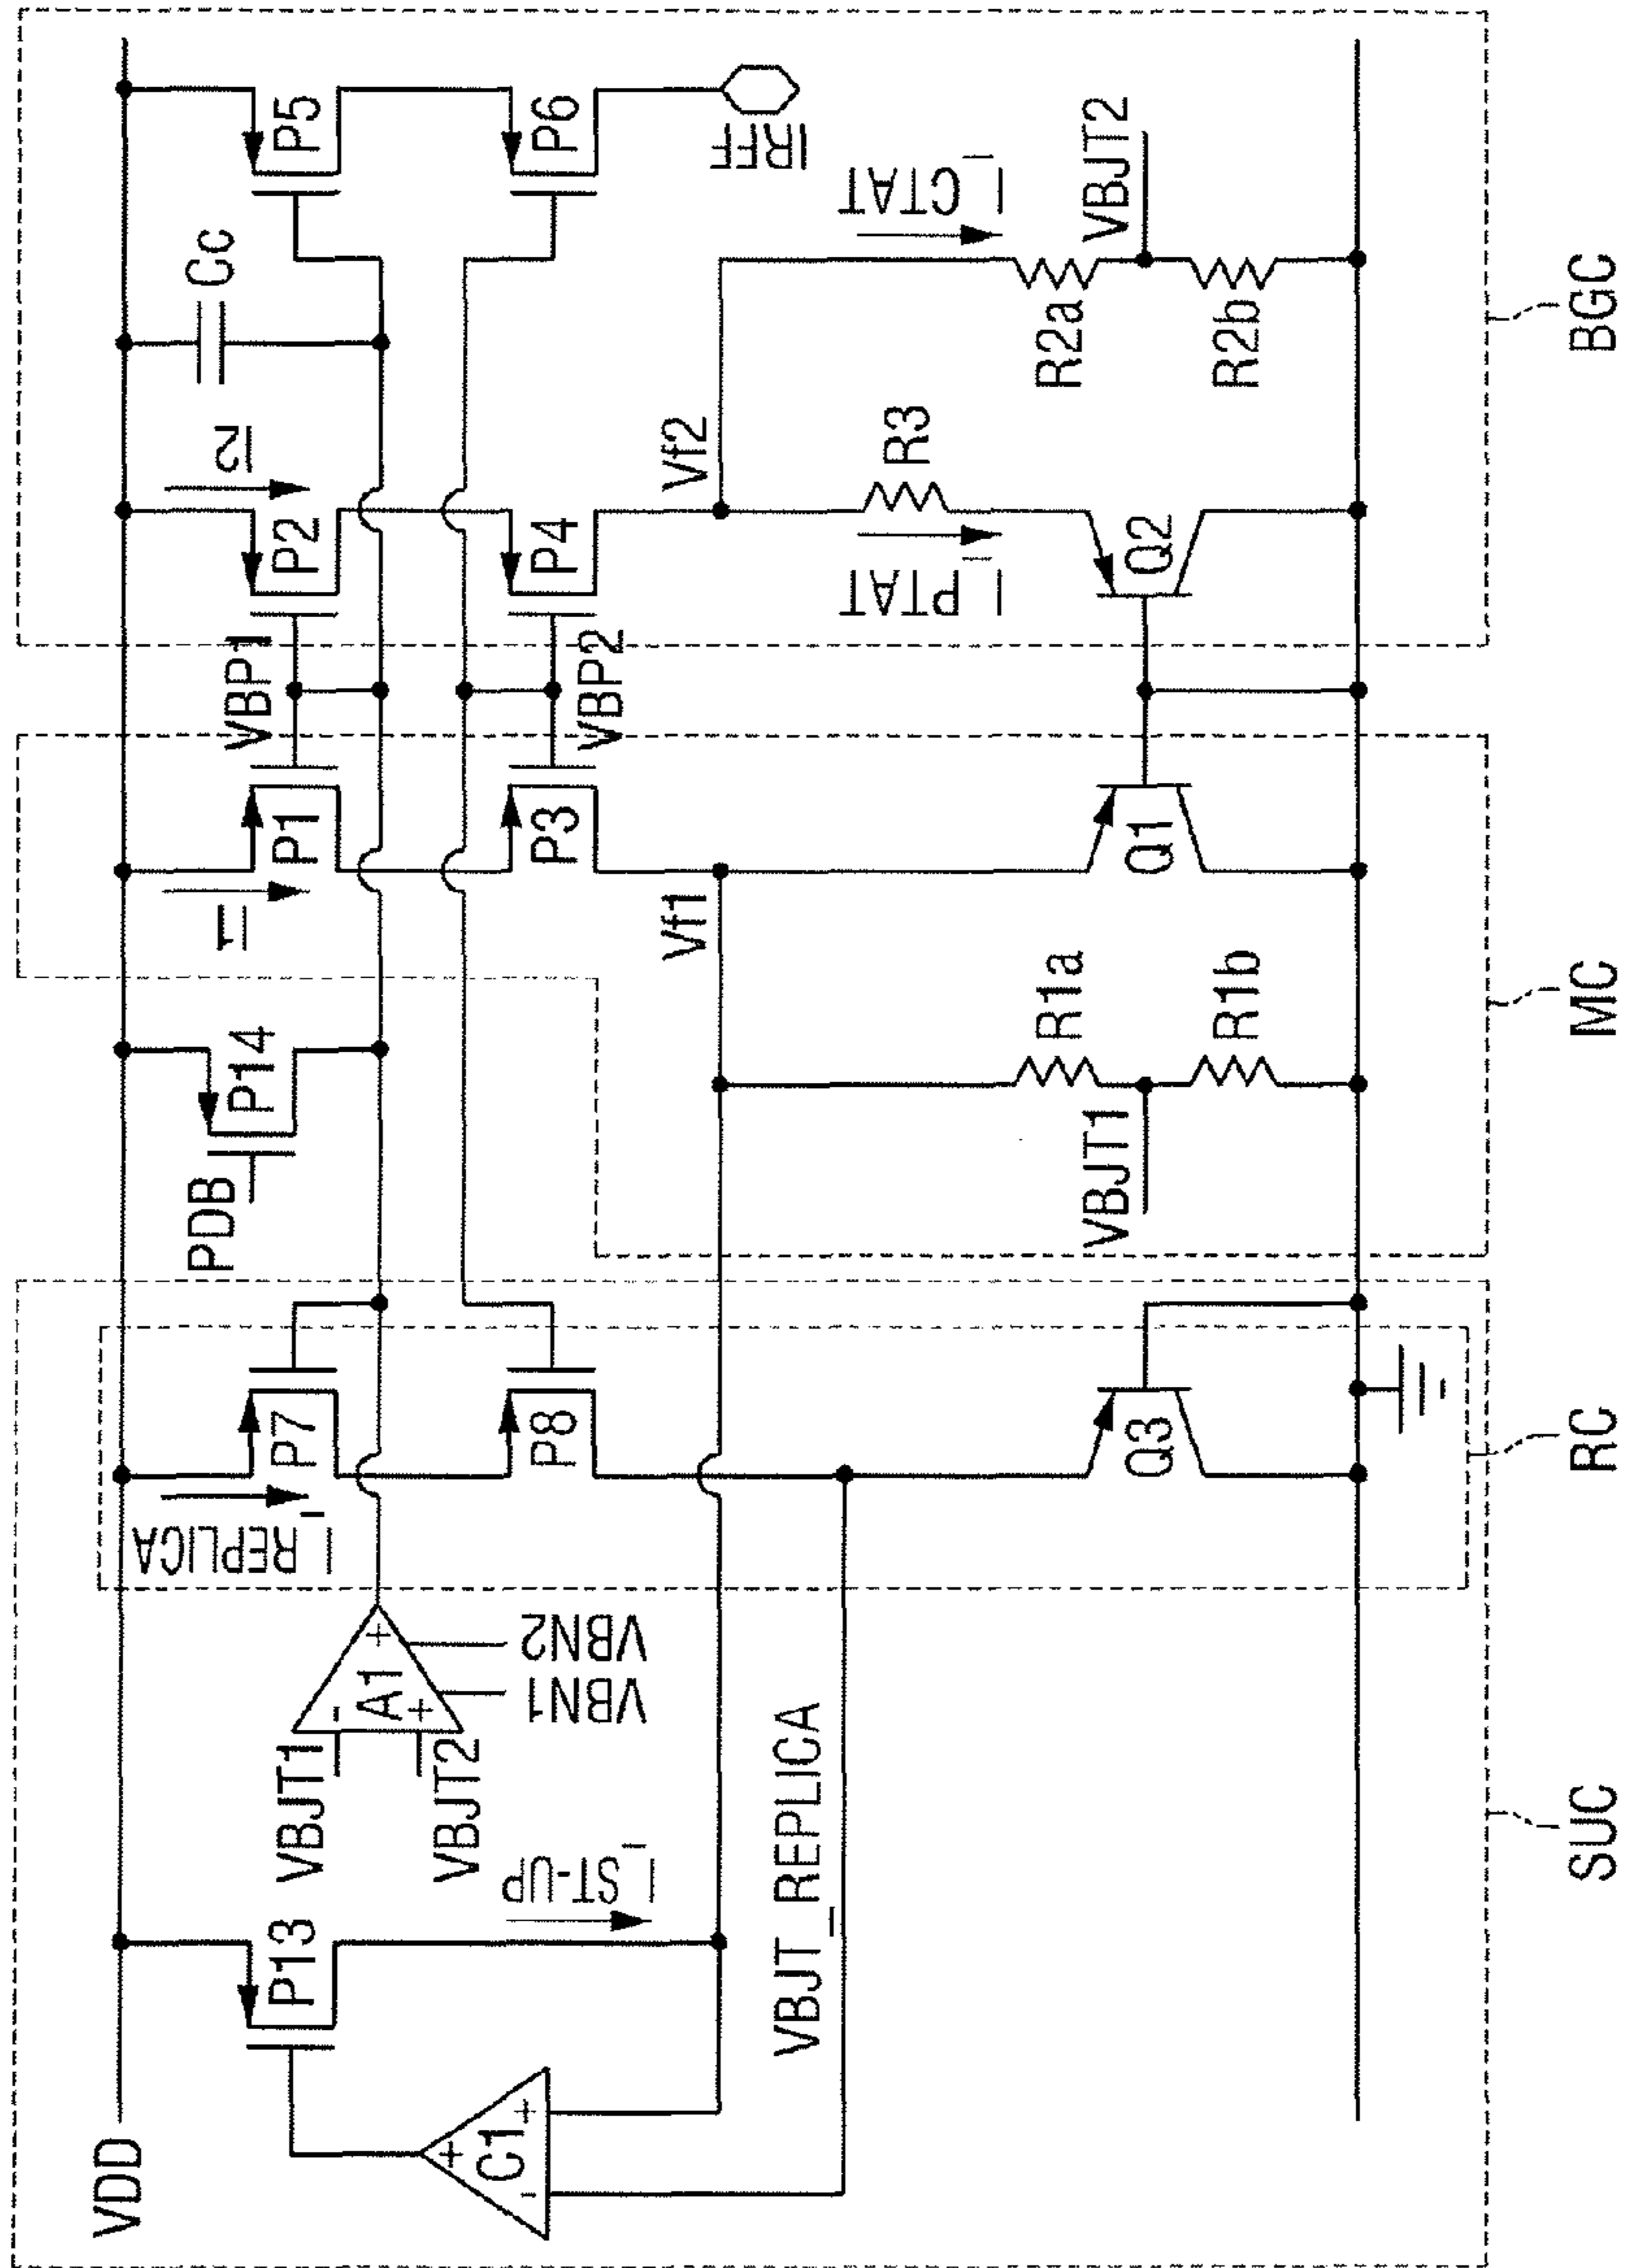 VDD
P13
C1
+
-
+
I_ST-UP
VBJT_REPLICA
VBJT1
VBJT2
-
A1
+
+
VBN1
VBN2
I_REPLICA
P7
P8
Q3
PDB
P14
VBJT1
R1a
R1b
I1
P1
P3
Vf1
Q1
VBP1
VBP2
I2
P2
P4
Vf2
I_PTAT
R3
Q2
Cc
I_CTAT
R2a
R2b
VBJT2
P5
P6
IREF
SUC
RC
MC
BGC